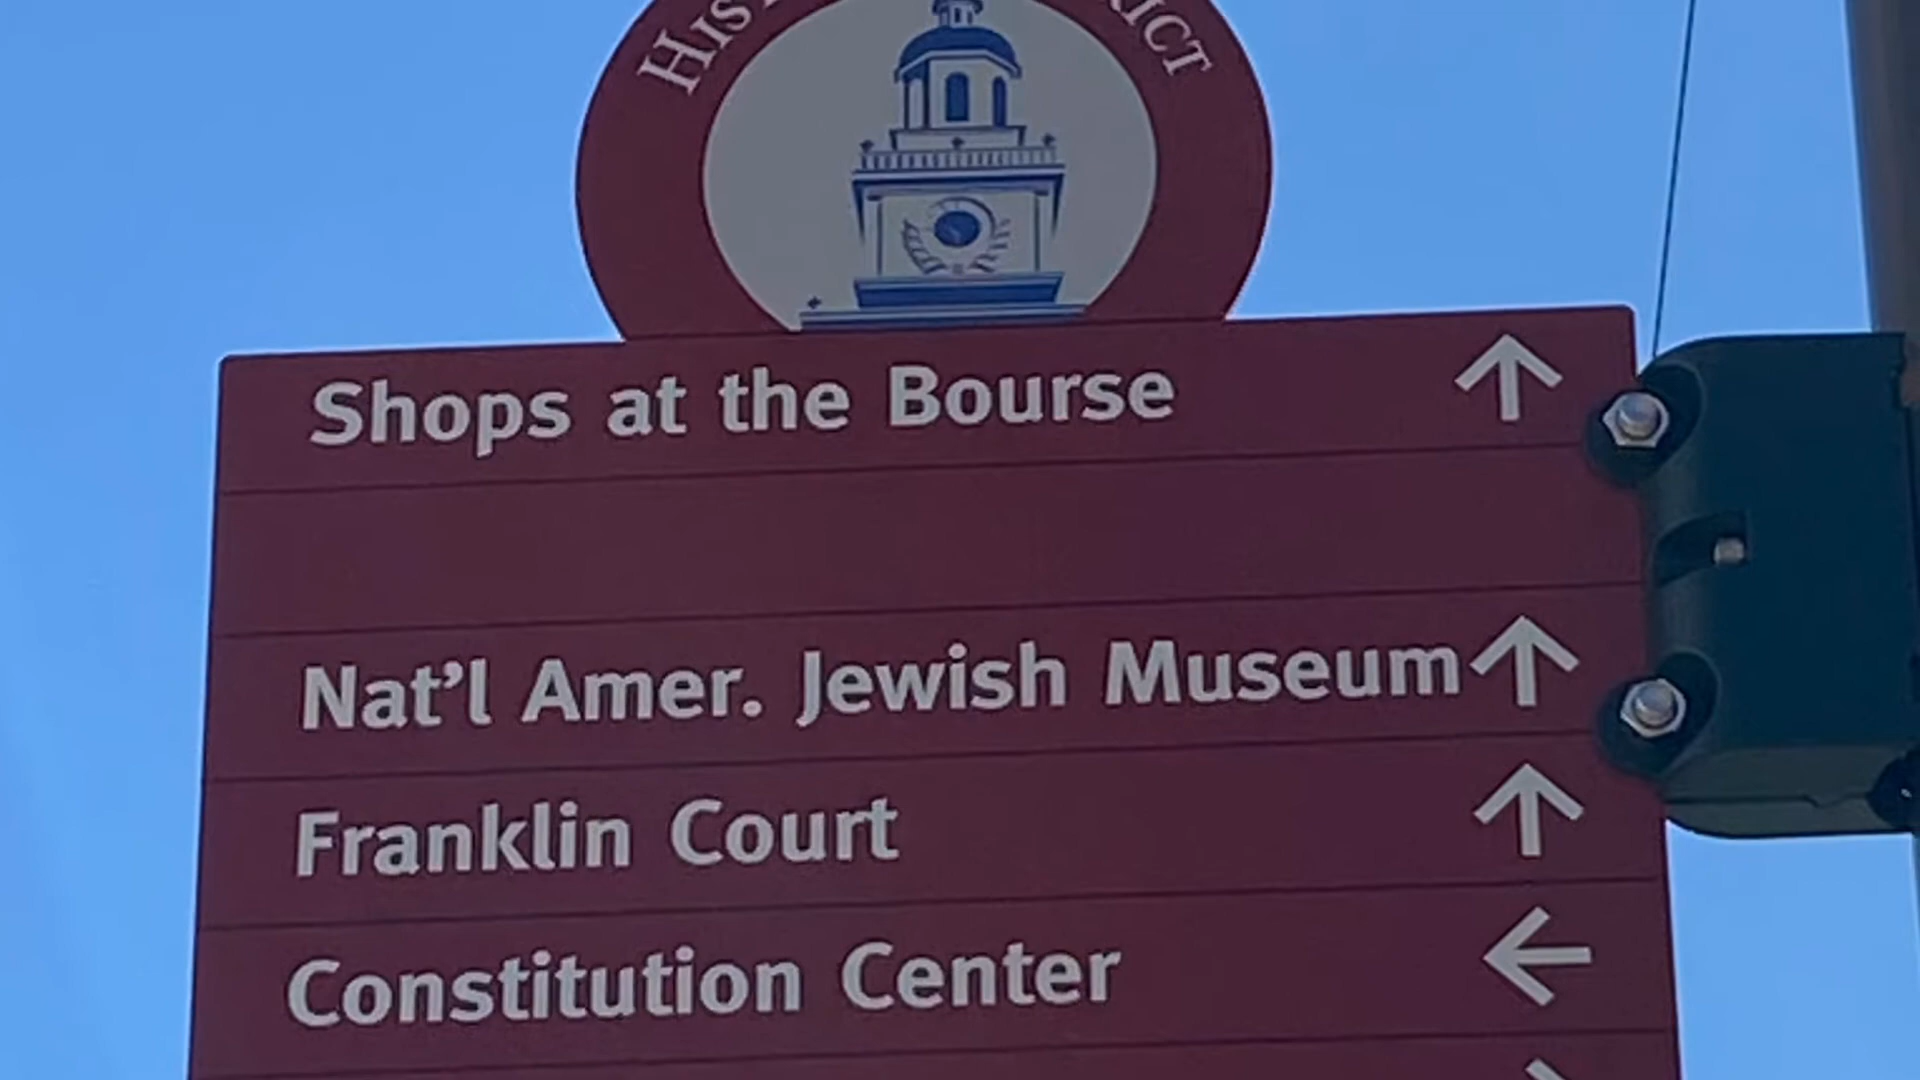 Shops at the Bourse
Nat'l Amer. Jewish Museum
Franklin Court
Constitution Center